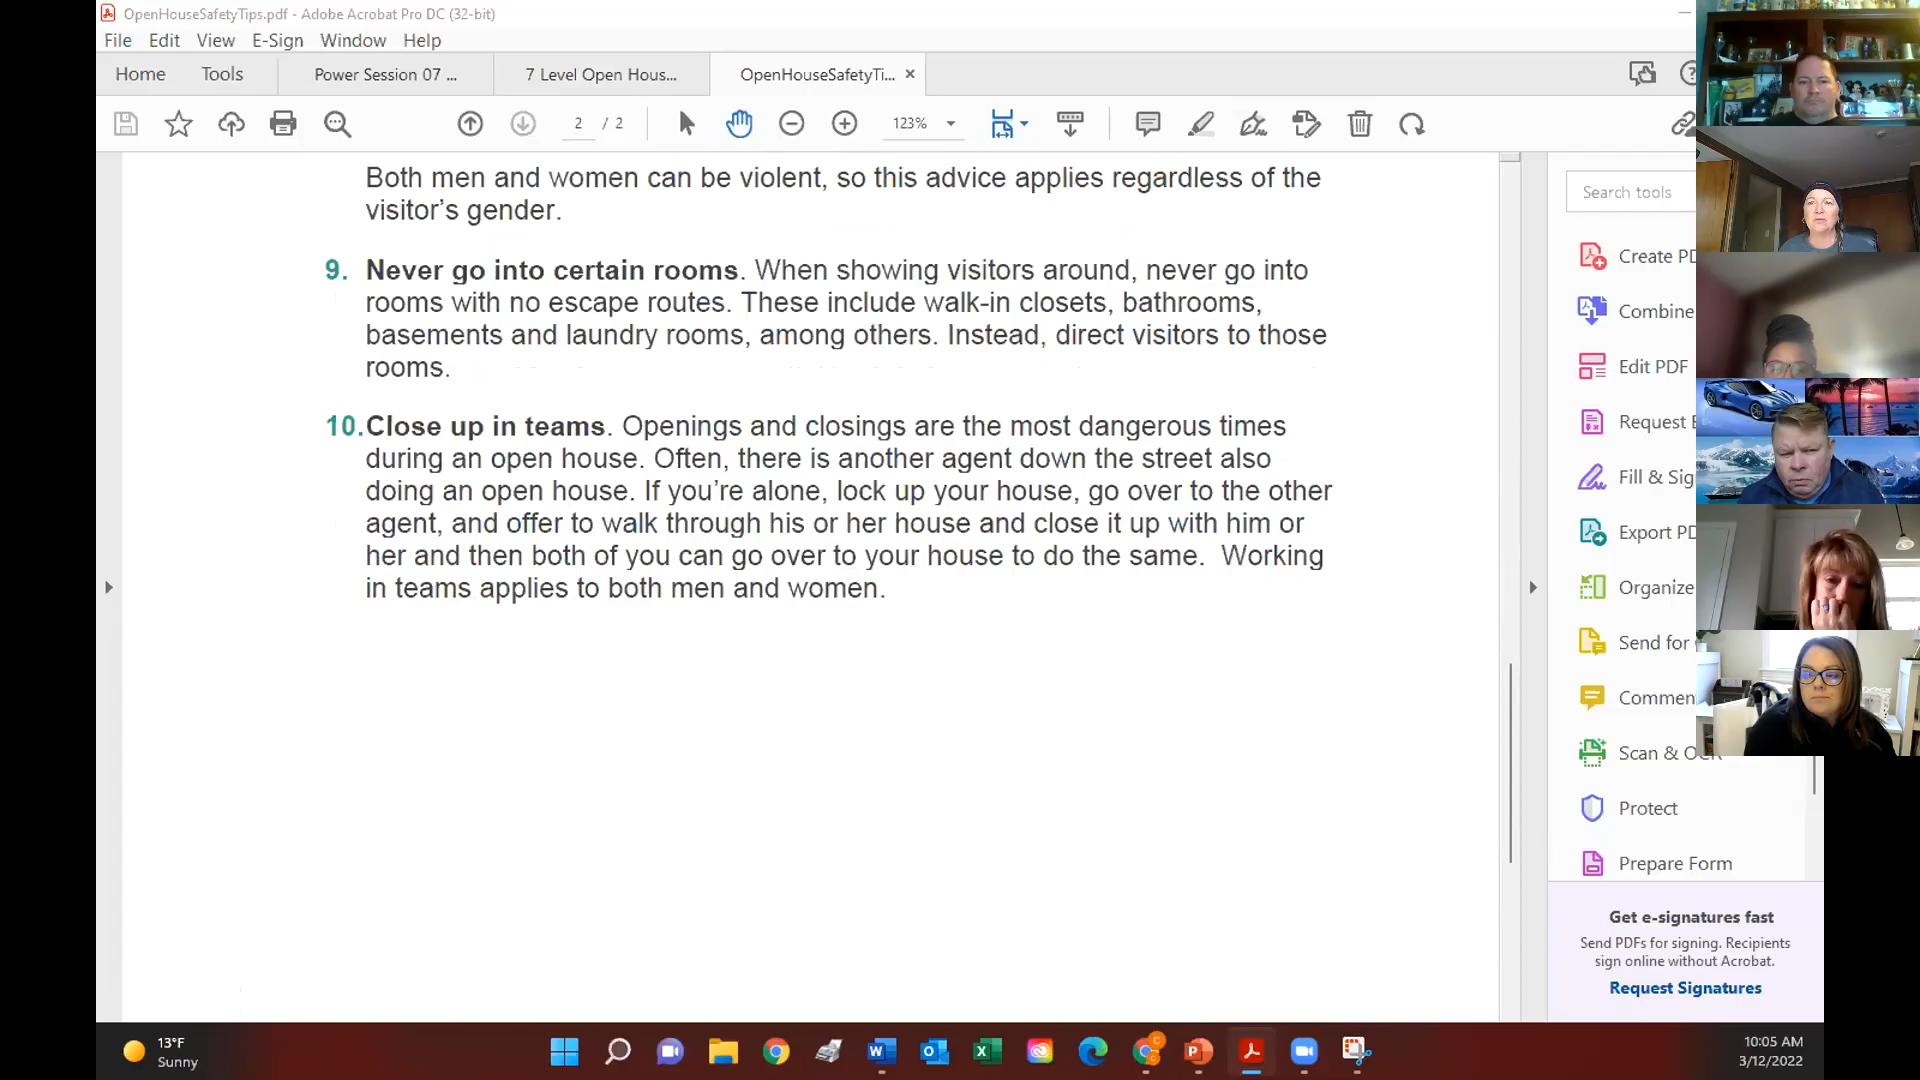 OpenHouseSafetyTips.pdf - Adobe Acrobat Pro DC (32-bit)
File Edit View E-Sign Window Help
Home Tools Power Session 07 ... 7 Level Open Hous... OpenHouseSafetyTi... ×
2 / 2 123%
Both men and women can be violent, so this advice applies regardless of the
visitor's gender.
9. Never go into certain rooms. When showing visitors around, never go into
rooms with no escape routes. These include walk-in closets, bathrooms,
basements and laundry rooms, among others. Instead, direct visitors to those
rooms.
10. Close up in teams. Openings and closings are the most dangerous times
during an open house. Often, there is another agent down the street also
doing an open house. If you're alone, lock up your house, go over to the other
agent, and offer to walk through his or her house and close it up with him or
her and then both of you can go over to your house to do the same. Working
in teams applies to both men and women.
Search tools
Create PD
Combine
Edit PDF
Request E
Fill & Sig
Export PD
Organize
Send for
Commen
Scan & OCR
Protect
Prepare Form
Get e-signatures fast
Send PDFs for signing. Recipients
sign online without Acrobat.
Request Signatures
13°F
Sunny
10:05 AM
3/12/2022